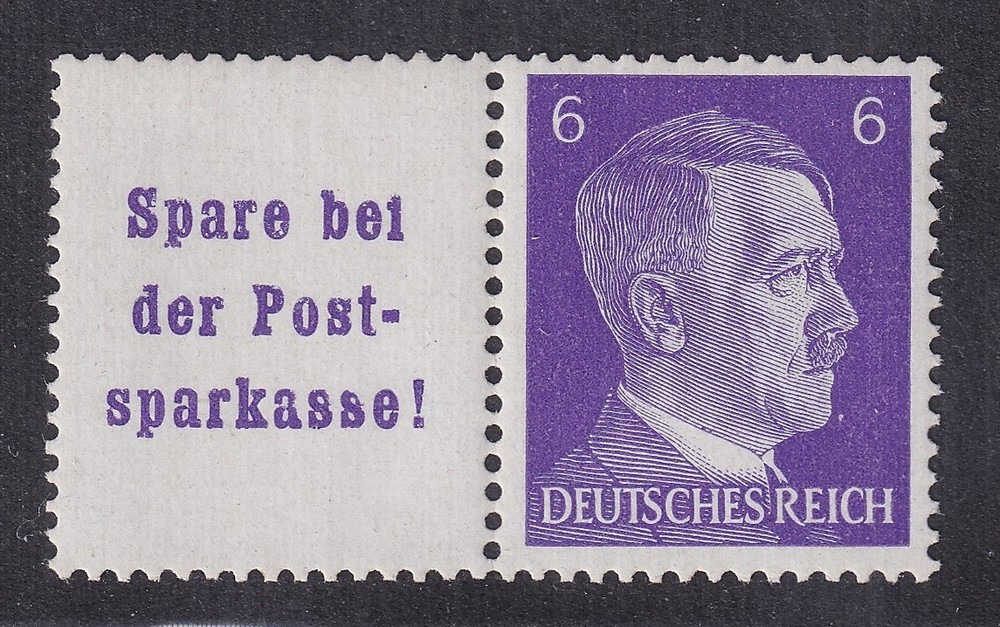 Spare bei
der Post-
sparkasse!
6 6
DEUTSCHES REICH